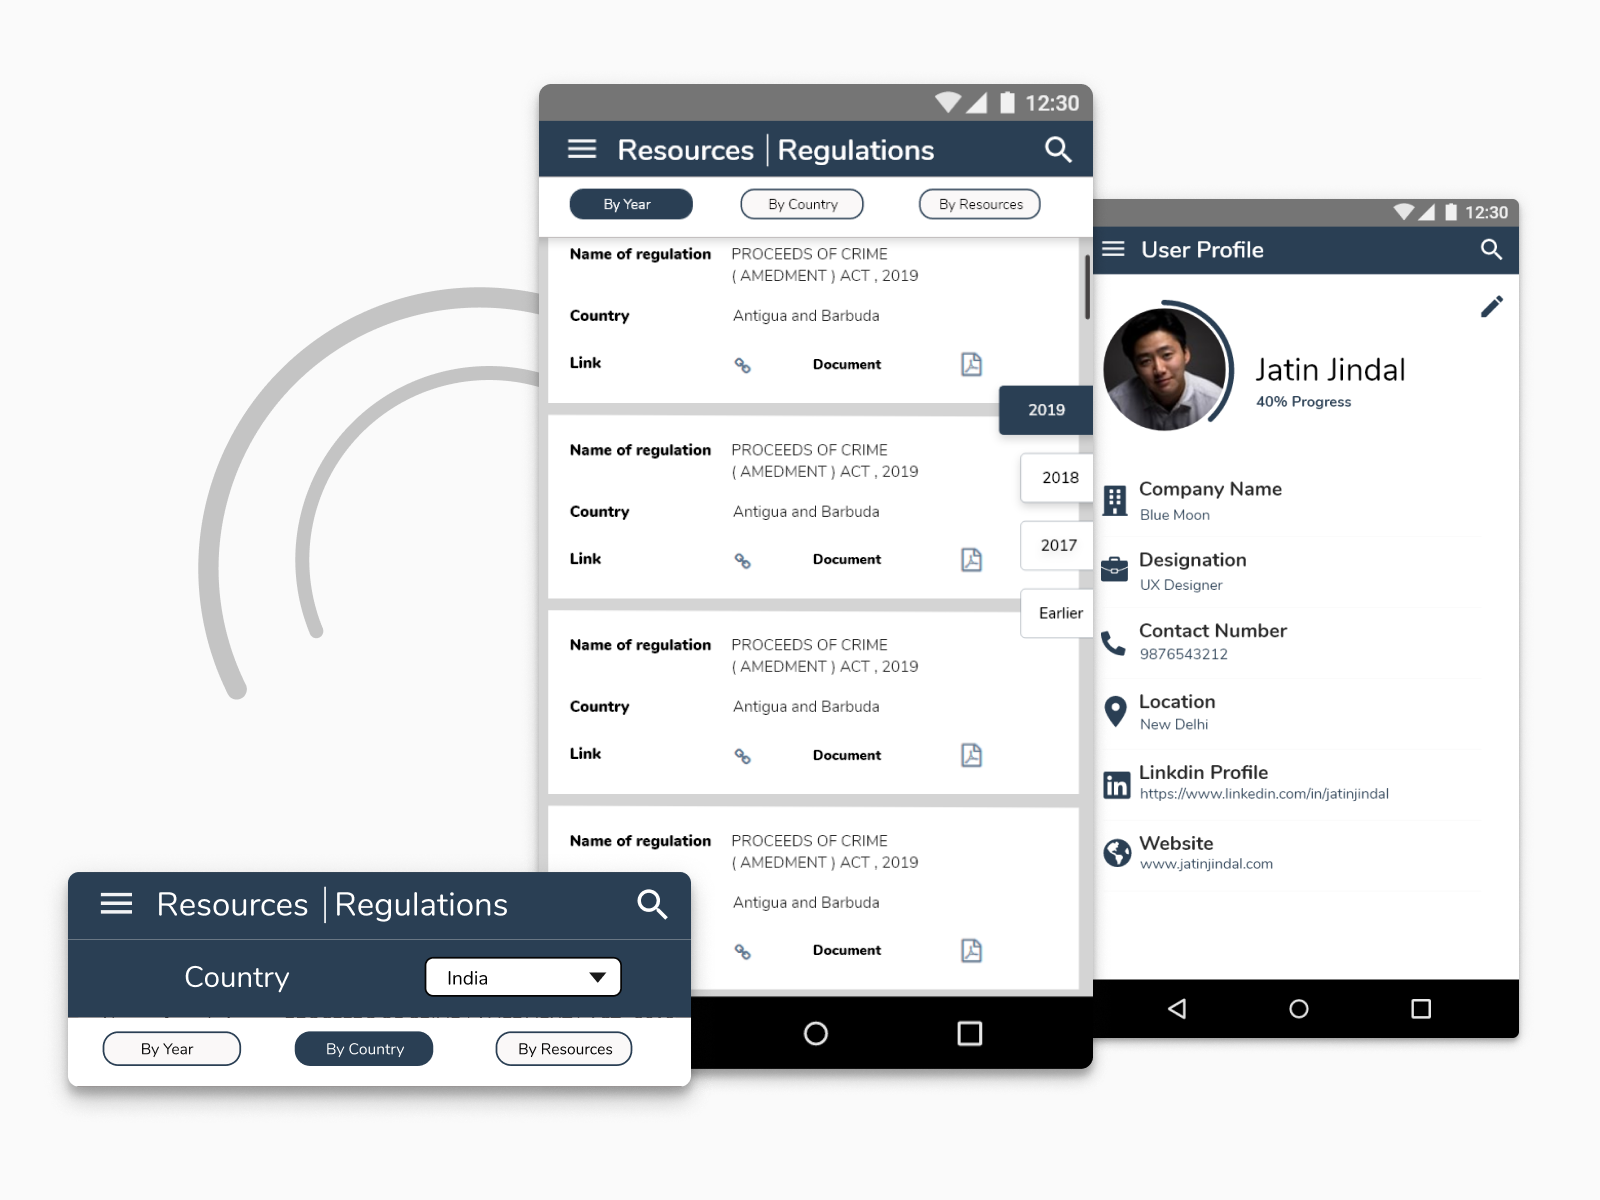 12:30
Resources | Regulations
By Year
By Country
By Resources
Name of regulation
PROCEEDS OF CRIME
( AMEDMENT ) ACT , 2019
Country
Antigua and Barbuda
Link
Document
2019
Name of regulation
PROCEEDS OF CRIME
( AMEDMENT ) ACT , 2019
2018
Country
Antigua and Barbuda
2017
Link
Document
Earlier
Name of regulation
PROCEEDS OF CRIME
( AMEDMENT ) ACT , 2019
Country
Antigua and Barbuda
Link
Document
Name of regulation
PROCEEDS OF CRIME
( AMEDMENT ) ACT , 2019
Antigua and Barbuda
Document
12:30
User Profile
Jatin Jindal
40% Progress
Company Name
Blue Moon
Designation
UX Designer
Contact Number
9876543212
Location
New Delhi
in
Linkdin Profile
https://www.linkedin.com/in/jatinjindal
Website
www.jatinjindal.com
Resources | Regulations
Country
India
By Year
By Country
By Resources